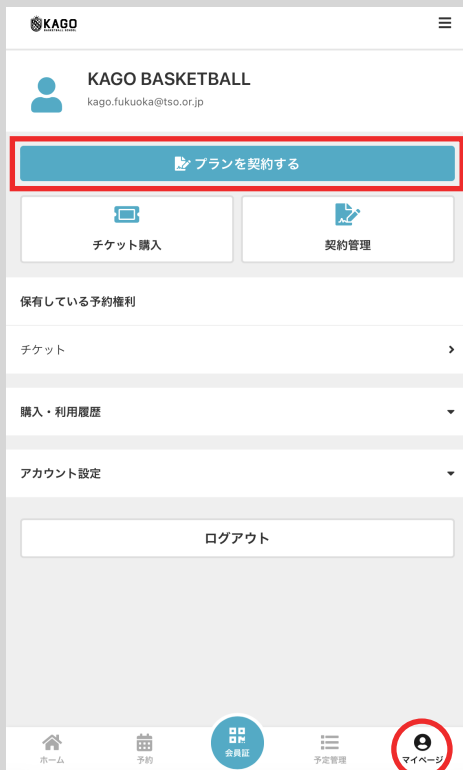 KAGO
BASKETBALL SCHOOL
KAGO BASKETBALL
kago.fukuoka@tso.or.jp
プランを契約する
チケット購入
契約管理
保有している予約権利
チケット
購入・利用履歴
アカウント設定
ログアウト
ホーム
予約
会員証
予定管理
マイページ